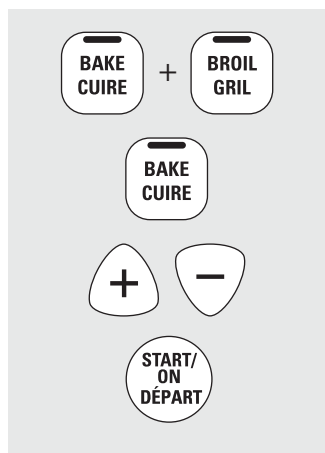 BAKE
CUIRE
+
BROIL
GRIL
BAKE
CUIRE
+
−
START/
ON
DÉPART